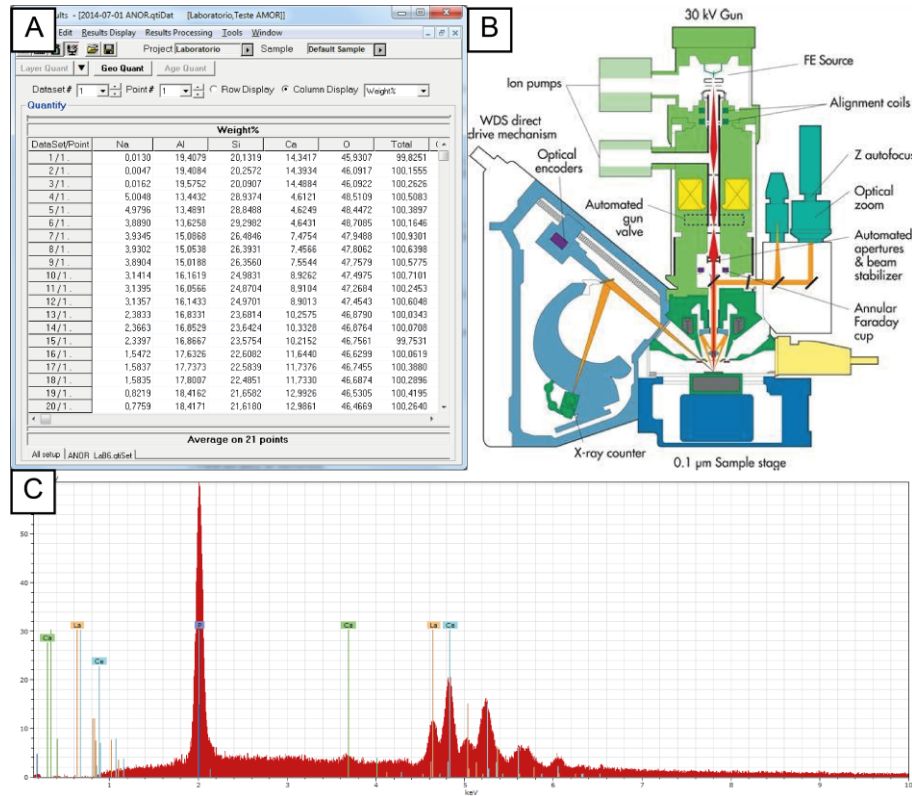 A
ults - [2014-07-01 ANOR.qtiDat [Laboratorio,Teste AMOR]]
Edit Results Display Results Processing Tools Window
Project Laboratorio Sample Default Sample
Layer Quant Geo Quant Age Quant
Dataset # 1 Point # 1 Row Display Column Display Weight%
Quantity
Weight%
DataSet/Point Na Al Si Ca O Total
1 / 1 . 0,0130 19,4079 20,1319 14,3417 45,9307 99,8251
2 / 1 . 0,0047 19,4084 20,2572 14,3934 46,0917 100,1555
3 / 1 . 0,0162 19,5752 20,0907 14,4884 46,0922 100,2626
4 / 1 . 5,0048 13,4432 28,9374 4,6121 48,5109 100,5083
5 / 1 . 4,9796 13,4891 28,8488 4,6249 48,4472 100,3897
6 / 1 . 3,8890 13,6258 29,2982 4,6431 48,7085 100,1646
7 / 1 . 3,9345 15,0868 26,4846 7,4754 47,9488 100,9301
8 / 1 . 3,9302 15,0538 26,3931 7,4566 47,8062 100,6398
9 / 1 . 3,8904 15,0188 26,3560 7,5544 47,7579 100,5775
10 / 1 . 3,1414 16,1619 24,9831 8,9262 47,4975 100,7101
11 / 1 . 3,1395 16,0566 24,8704 8,9104 47,2684 100,2453
12 / 1 . 3,1357 16,1433 24,9701 8,9013 47,4543 100,6048
13 / 1 . 2,3833 16,8331 23,6814 10,2575 46,8790 100,0343
14 / 1 . 2,3663 16,8529 23,6424 10,3328 46,8764 100,0708
15 / 1 . 2,3397 16,8667 23,5754 10,2152 46,7561 99,7531
16 / 1 . 1,5472 17,6326 22,6082 11,6440 46,6299 100,0619
17 / 1 . 1,5837 17,7373 22,5839 11,7376 46,7455 100,3880
18 / 1 . 1,5835 17,8007 22,4851 11,7330 46,6874 100,2896
19 / 1 . 0,8219 18,4162 21,6582 12,9926 46,5305 100,4195
20 / 1 . 0,7759 18,4171 21,6180 12,9861 46,4669 100,2640
Average on 21 points
All setup ANOR_LaB6.qtiSet
B
30 kV Gun
FE Source
Ion pumps
Alignment coils
WDS direct
drive mechanism
Z autofocus
Optical
encoders
Optical
zoom
Automated
gun
valve
Automated
apertures
& beam
stabilizer
Annular
Faraday
cup
X-ray counter
0.1 µm Sample stage
C
50
40
30
20
10
0
Ca La Ce P Ca La Ce
1 2 3 4 5 6 7 8 9 10
keV